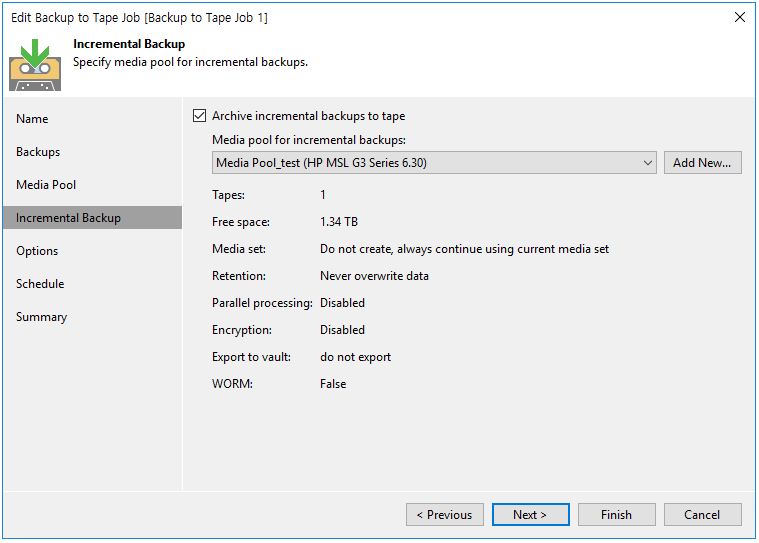 Edit Backup to Tape Job [Backup to Tape Job 1]
Incremental Backup
Specify media pool for incremental backups.
Name
Backups
Media Pool
Incremental Backup
Options
Schedule
Summary
Archive incremental backups to tape
Media pool for incremental backups:
Media Pool_test (HP MSL G3 Series 6.30)
Add New...
Tapes: 1
Free space: 1.34 TB
Media set: Do not create, always continue using current media set
Retention: Never overwrite data
Parallel processing: Disabled
Encryption: Disabled
Export to vault: do not export
WORM: False
< Previous
Next >
Finish
Cancel